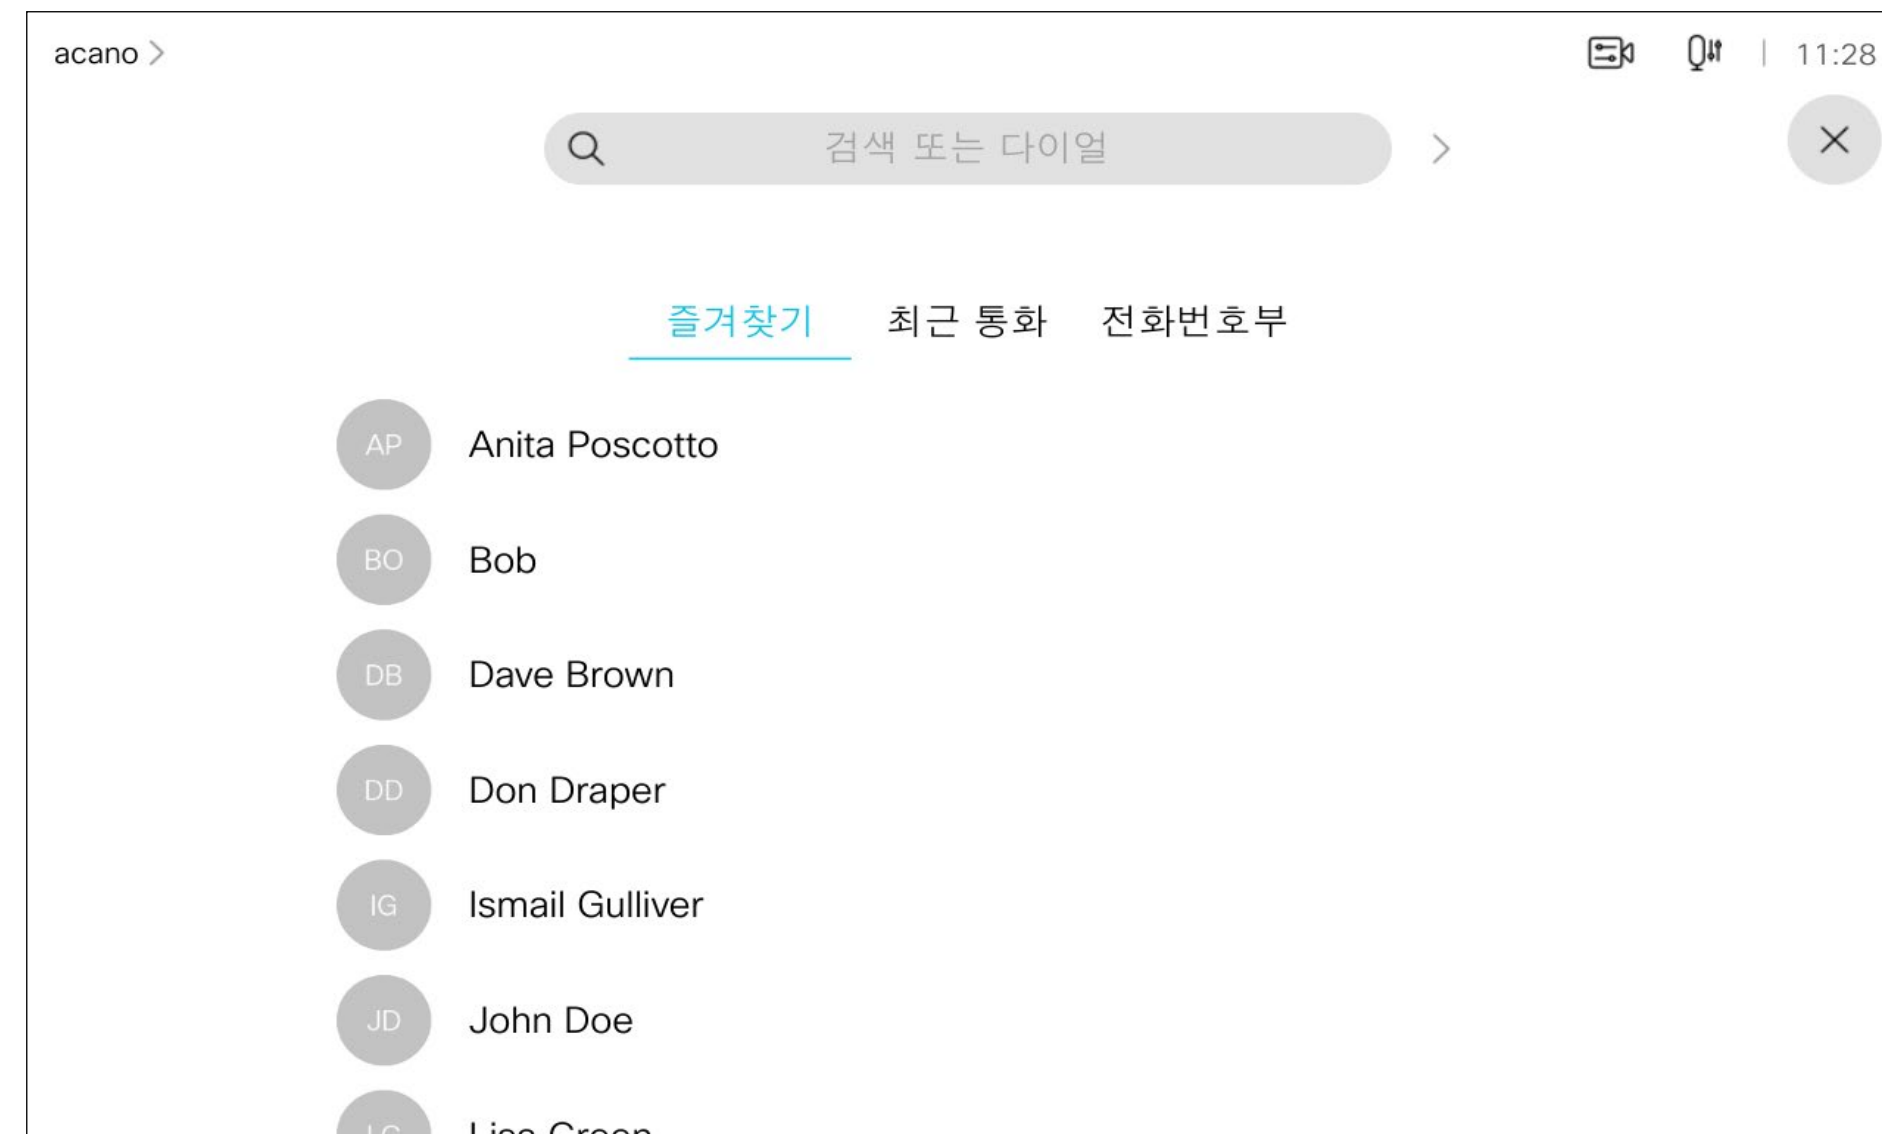 acano
11:28
검색 또는 다이얼
즐겨찾기 최근 통화 전화번호부
AP Anita Poscotto
BO Bob
DB Dave Brown
DD Don Draper
IG Ismail Gulliver
JD John Doe